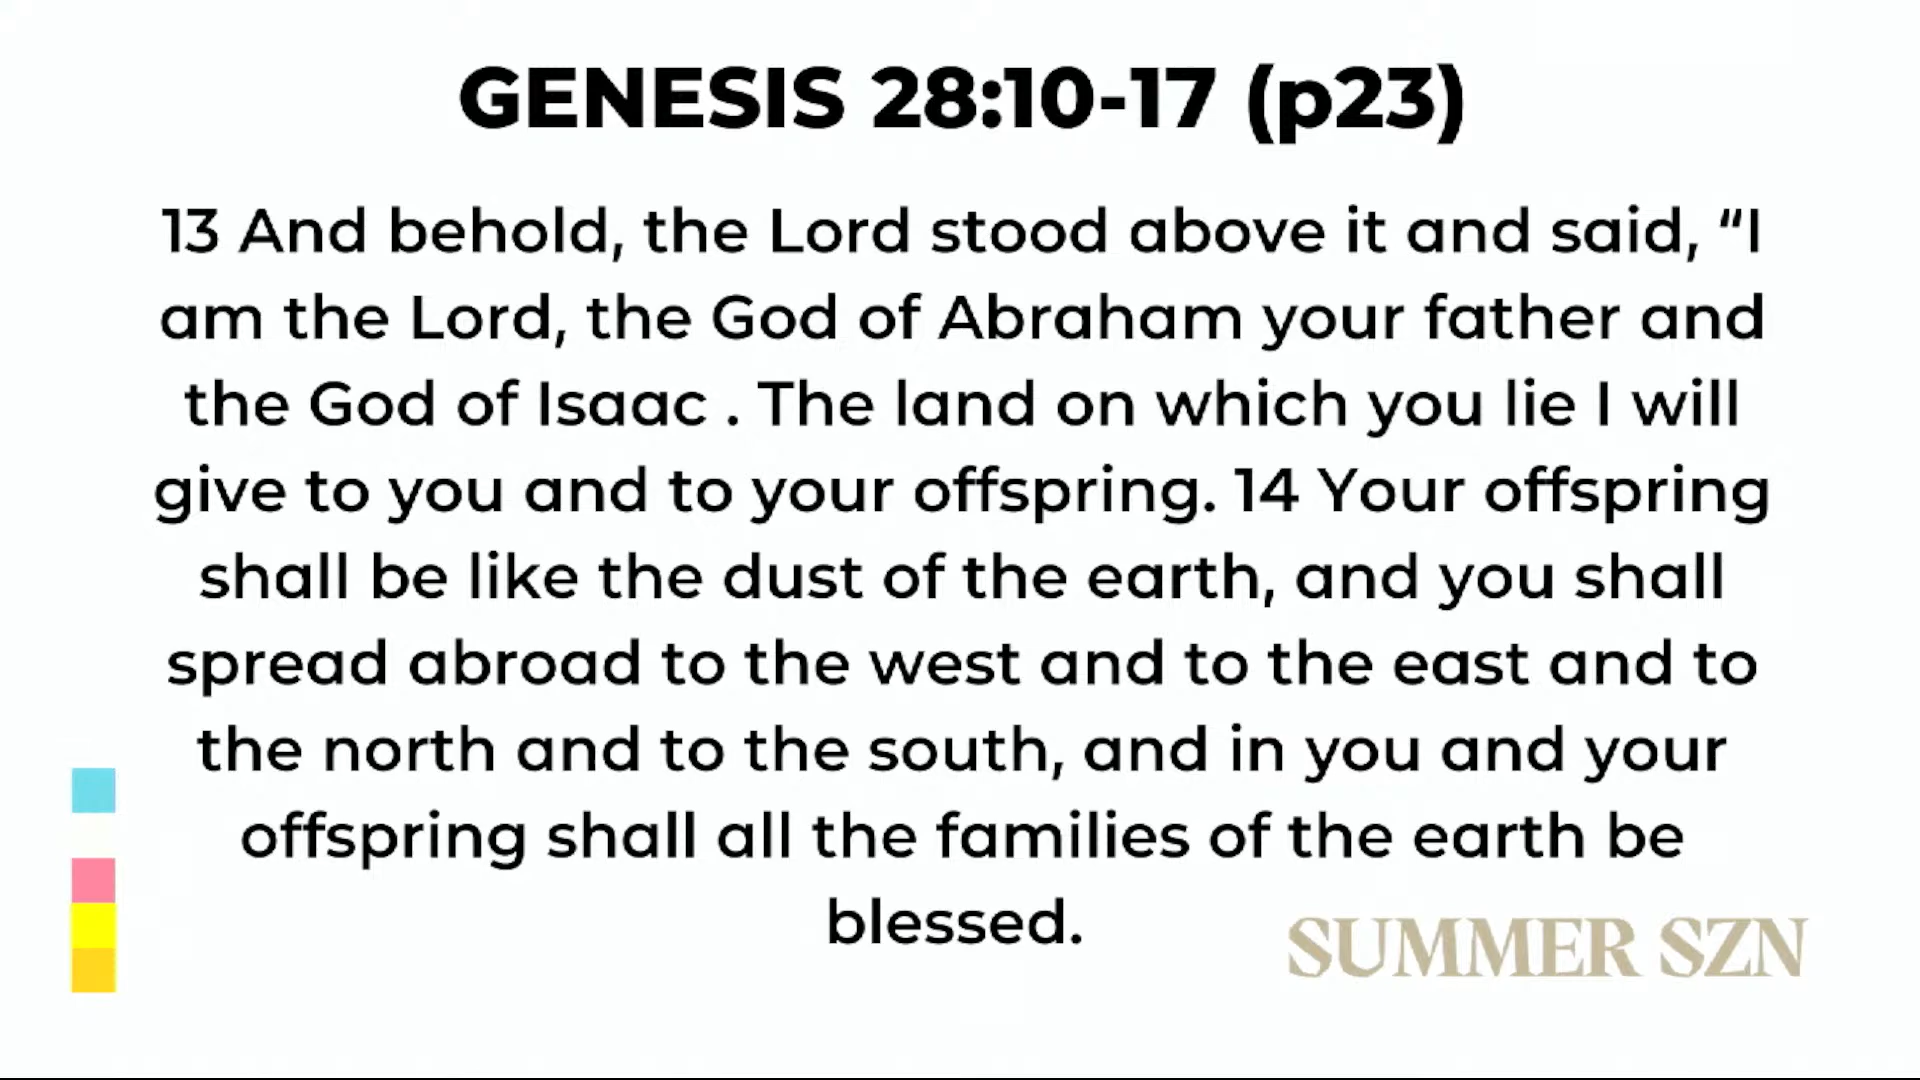 GENESIS 28:10-17 (p23)
13 And behold, the Lord stood above it and said, “I
am the Lord, the God of Abraham your father and
the God of Isaac . The land on which you lie I will
give to you and to your offspring. 14 Your offspring
shall be like the dust of the earth, and you shall
spread abroad to the west and to the east and to
the north and to the south, and in you and your
offspring shall all the families of the earth be
blessed.
SUMMER SZN